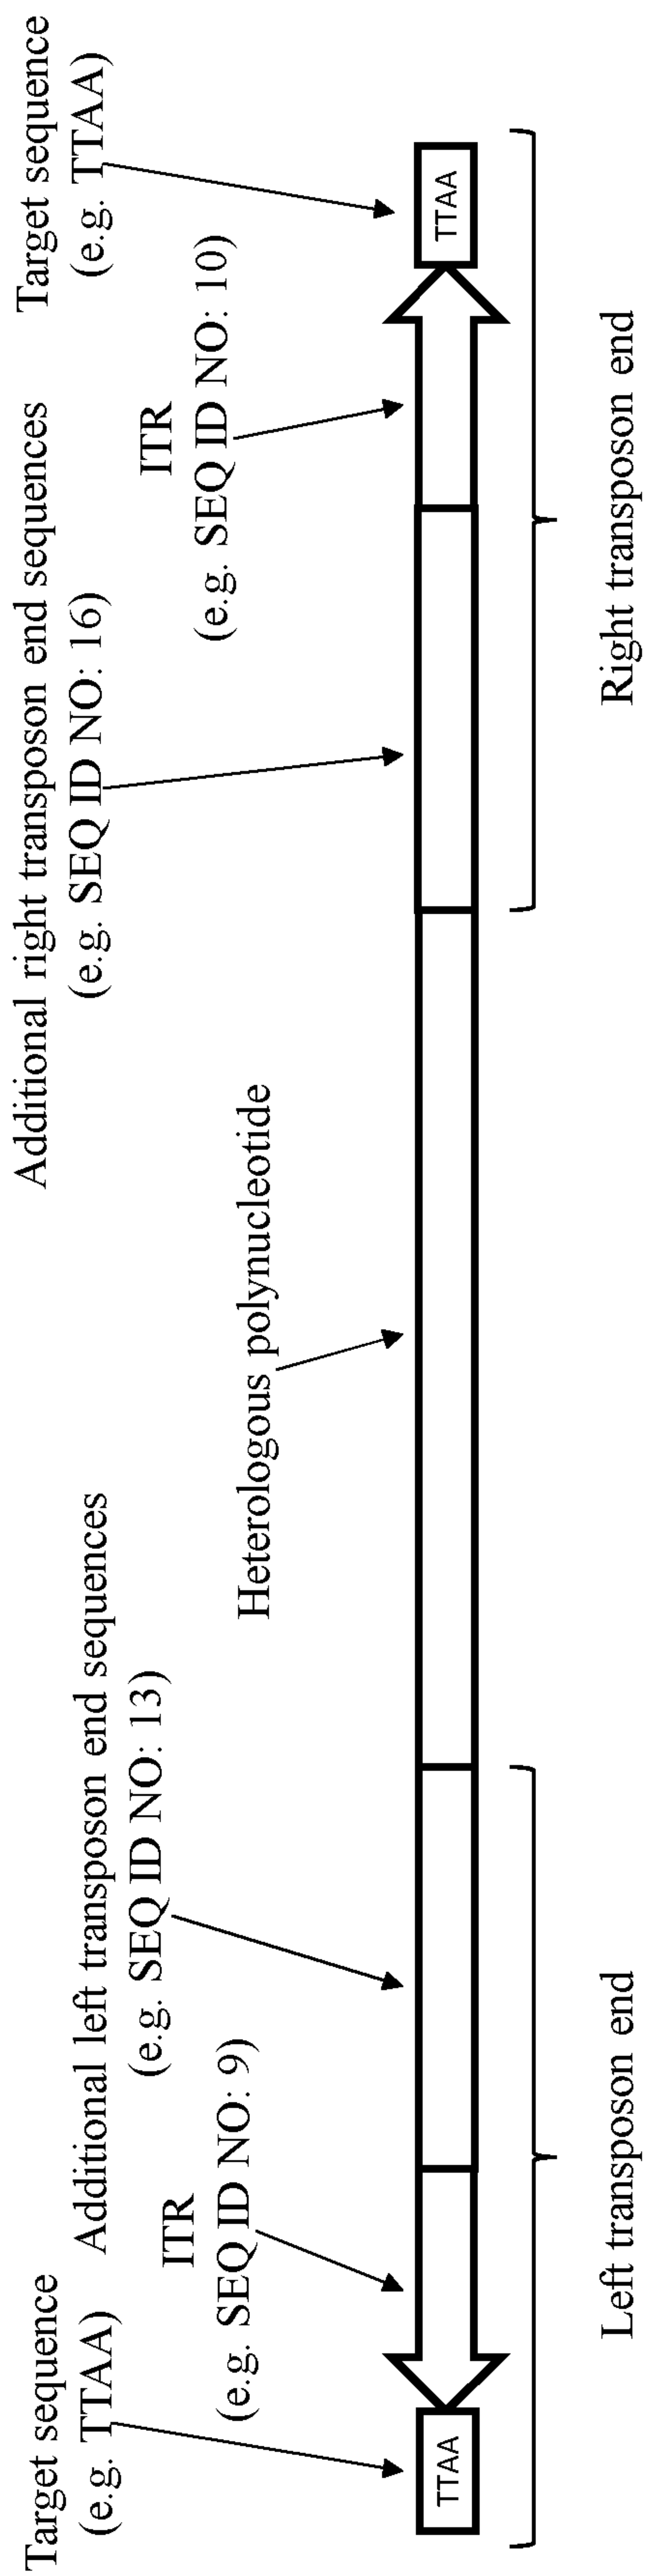 Target sequence
(e.g. TTAA)
ITR
(e.g. SEQ ID NO: 9)
Additional left transposon end sequences
(e.g. SEQ ID NO: 13)
Heterologous polynucleotide
Additional right transposon end sequences
(e.g. SEQ ID NO: 16)
ITR
(e.g. SEQ ID NO: 10)
Target sequence
(e.g. TTAA)
TTAA
TTAA
Left transposon end
Right transposon end